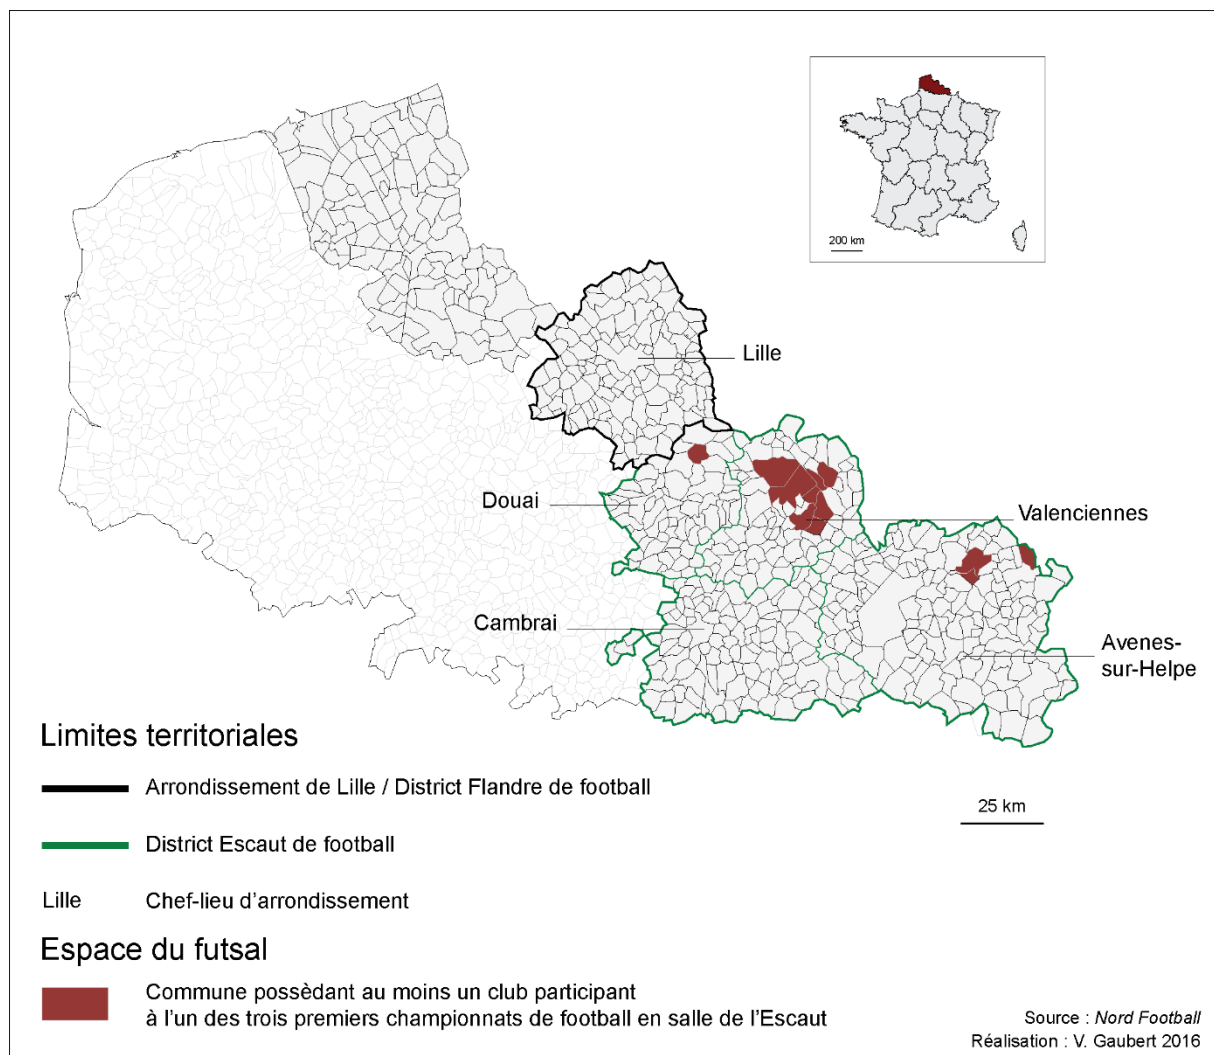 200 km
Lille
Douai
Valenciennes
Cambrai
Avenes-
sur-Helpe
Limites territoriales
25 km
Arrondissement de Lille / District Flandre de football
District Escaut de football
Lille Chef-lieu d’arrondissement
Espace du futsal
Commune possèdant au moins un club participant
à l’un des trois premiers championnats de football en salle de l’Escaut
Source : Nord Football
Réalisation : V. Gaubert 2016